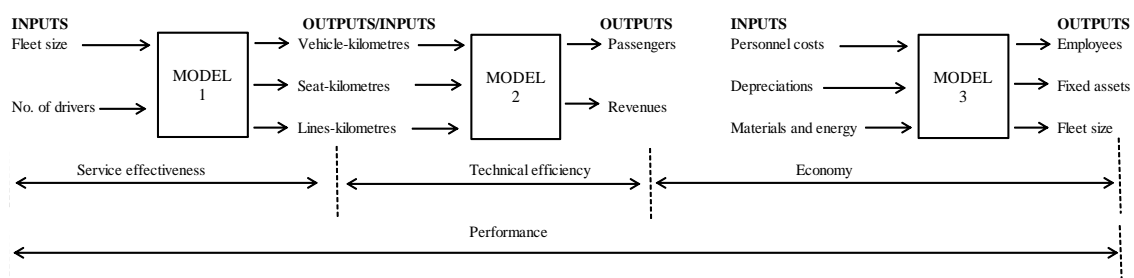 INPUTS OUTPUTS/INPUTS OUTPUTS INPUTS OUTPUTS
Fleet size Vehicle-kilometres Passengers Personnel costs Employees
MODEL 1 MODEL 2 MODEL 3
Seat-kilometres Depreciations Fixed assets
No. of drivers Revenues
Lines-kilometres Materials and energy Fleet size
Service effectiveness Technical efficiency Economy
Performance